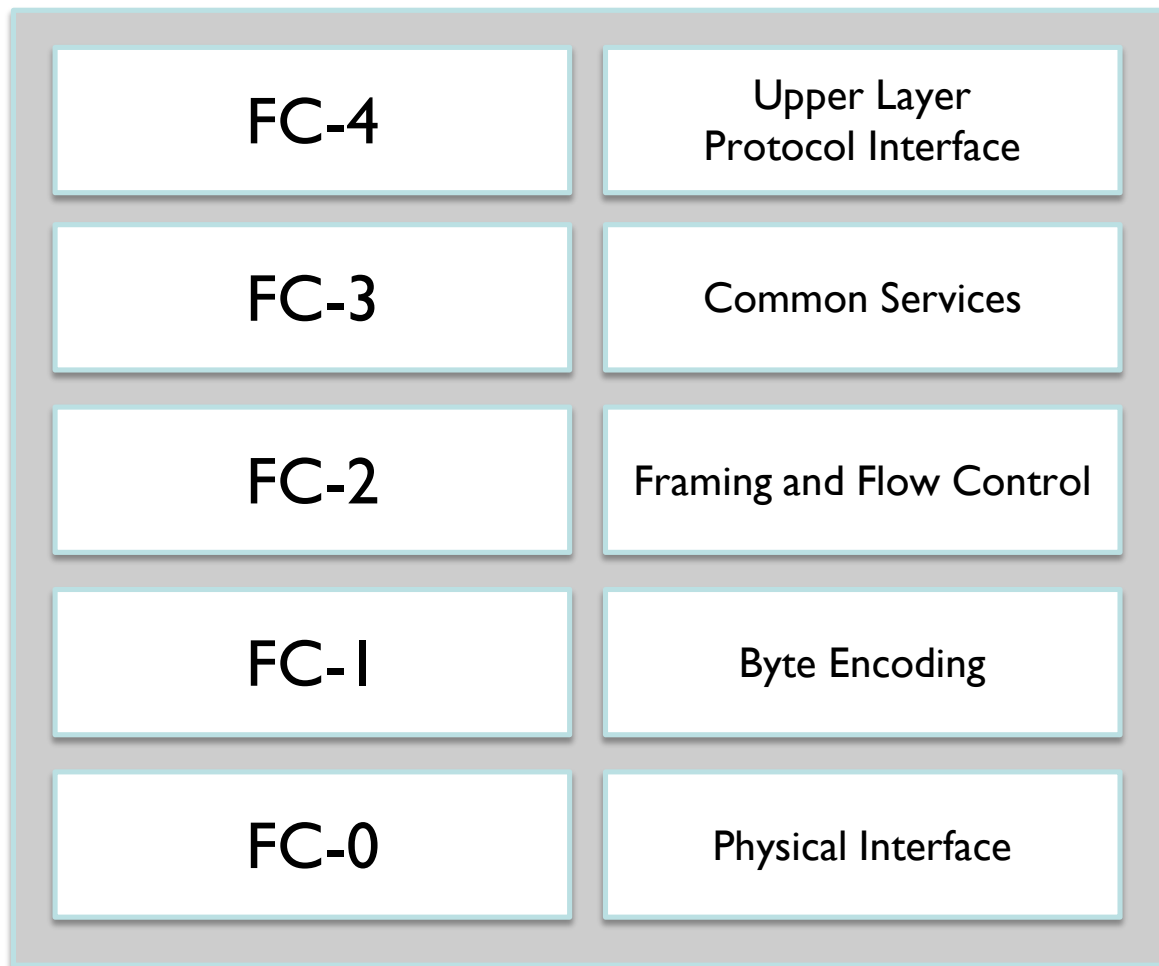 FC-4
Upper Layer
Protocol Interface
FC-3
Common Services
FC-2
Framing and Flow Control
FC-1
Byte Encoding
FC-0
Physical Interface